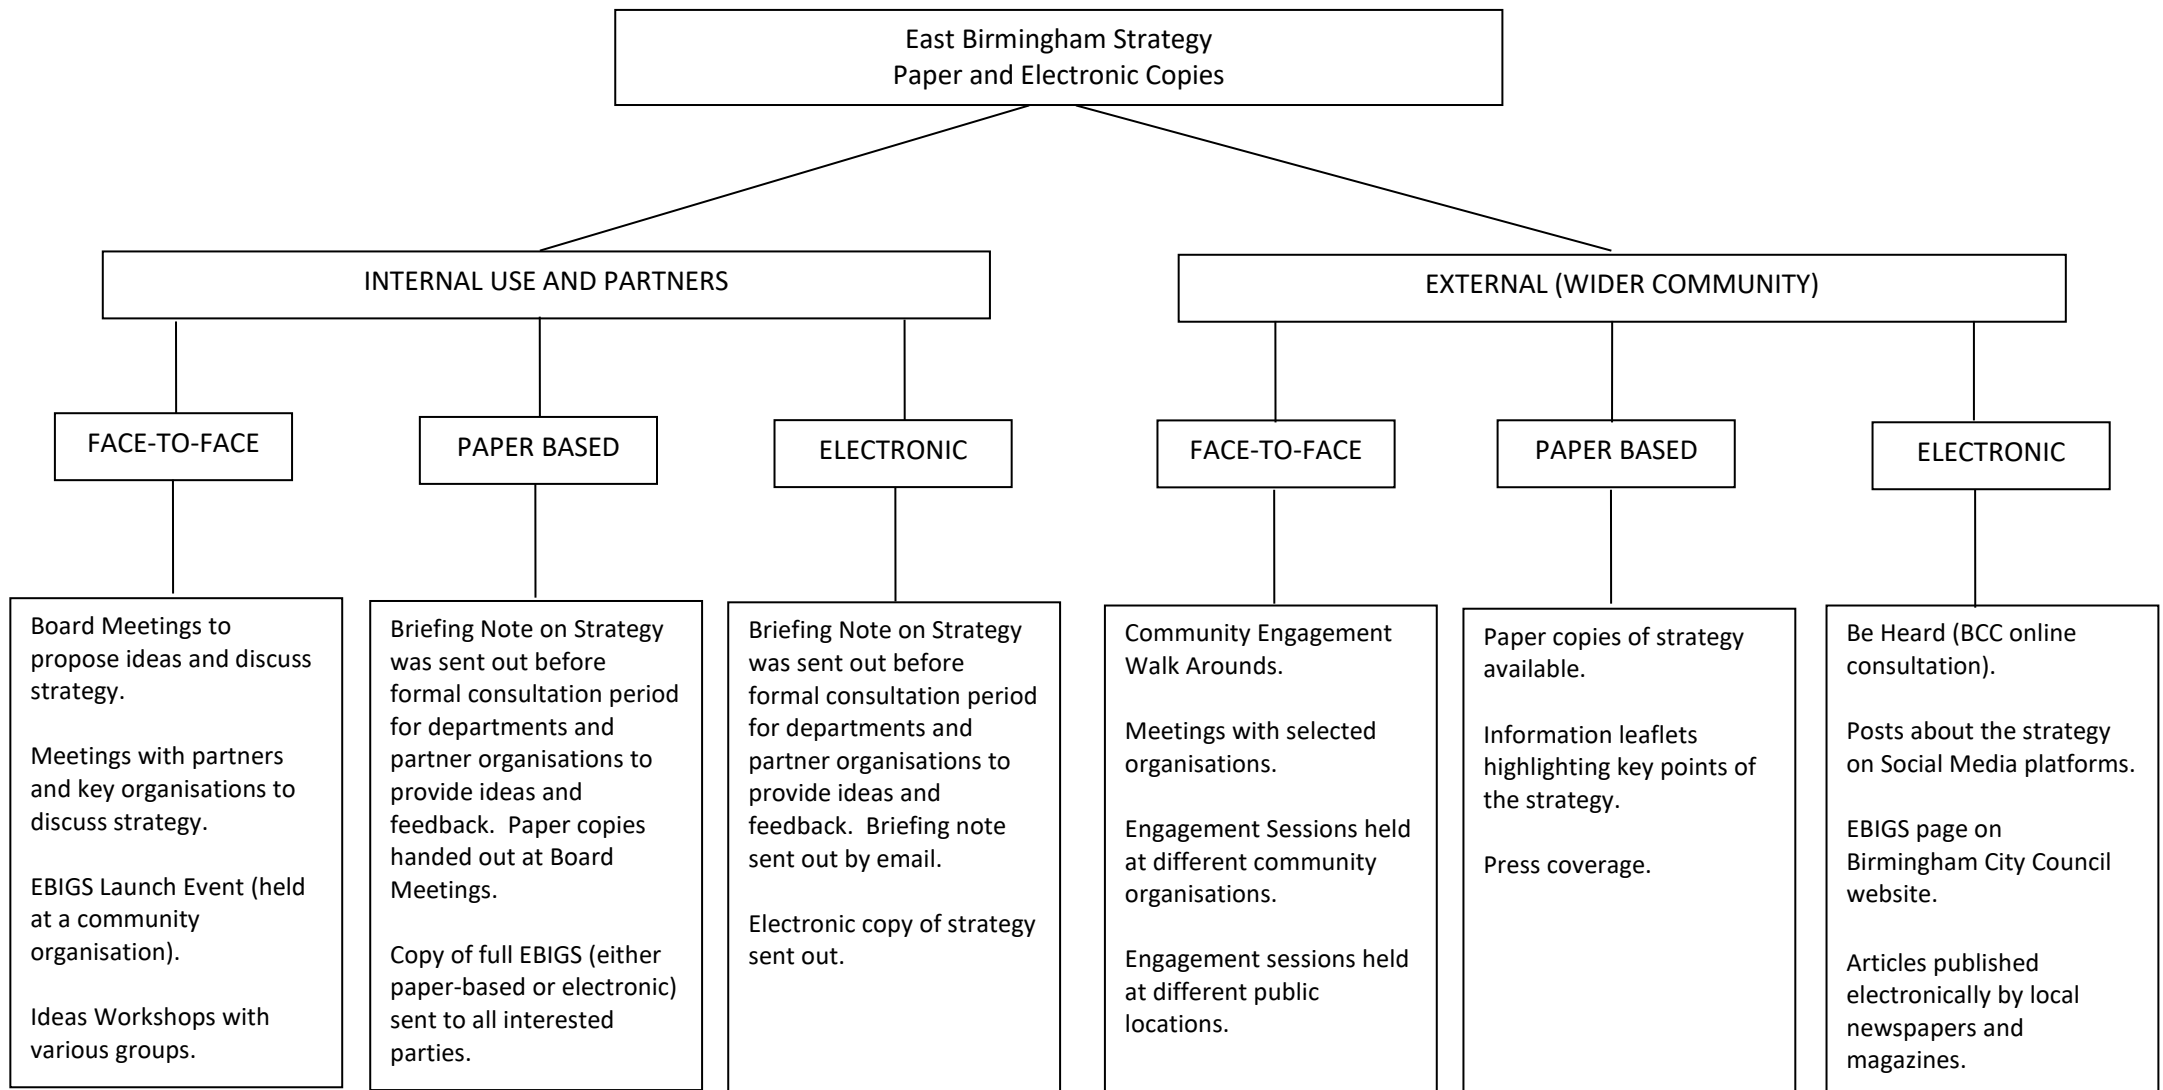 East Birmingham Strategy
Paper and Electronic Copies
INTERNAL USE AND PARTNERS
EXTERNAL (WIDER COMMUNITY)
FACE-TO-FACE
PAPER BASED
ELECTRONIC
FACE-TO-FACE
PAPER BASED
ELECTRONIC
Board Meetings to
propose ideas and discuss
strategy.
Meetings with partners
and key organisations to
discuss strategy.
EBIGS Launch Event (held
at a community
organisation).
Ideas Workshops with
various groups.
Briefing Note on Strategy
was sent out before
formal consultation period
for departments and
partner organisations to
provide ideas and
feedback.  Paper copies
handed out at Board
Meetings.
Copy of full EBIGS (either
paper-based or electronic)
sent to all interested
parties.
Briefing Note on Strategy
was sent out before
formal consultation period
for departments and
partner organisations to
provide ideas and
feedback.  Briefing note
sent out by email.
Electronic copy of strategy
sent out.
Community Engagement
Walk Arounds.
Meetings with selected
organisations.
Engagement Sessions held
at different community
organisations.
Engagement sessions held
at different public
locations.
Paper copies of strategy
available.
Information leaflets
highlighting key points of
the strategy.
Press coverage.
Be Heard (BCC online
consultation).
Posts about the strategy
on Social Media platforms.
EBIGS page on
Birmingham City Council
website.
Articles published
electronically by local
newspapers and
magazines.